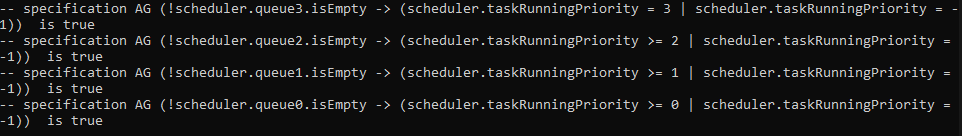 -- specification AG (!scheduler.queue3.isEmpty -> (scheduler.taskRunningPriority = 3 | scheduler.taskRunningPriority = -
1))  is true
-- specification AG (!scheduler.queue2.isEmpty -> (scheduler.taskRunningPriority >= 2 | scheduler.taskRunningPriority =
-1))  is true
-- specification AG (!scheduler.queue1.isEmpty -> (scheduler.taskRunningPriority >= 1 | scheduler.taskRunningPriority =
-1))  is true
-- specification AG (!scheduler.queue0.isEmpty -> (scheduler.taskRunningPriority >= 0 | scheduler.taskRunningPriority =
-1))  is true